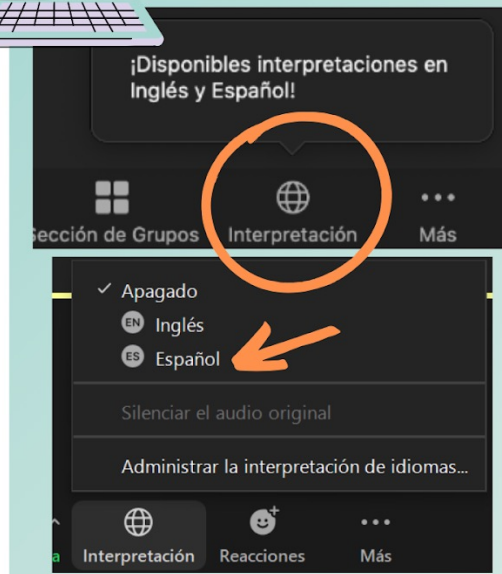 ¡Disponibles interpretaciones en
Inglés y Español!
Sección de Grupos Interpretación Más
Apagado
EN Inglés
ES Español
Silenciar el audio original
Administrar la interpretación de idiomas...
a Interpretación Reacciones Más